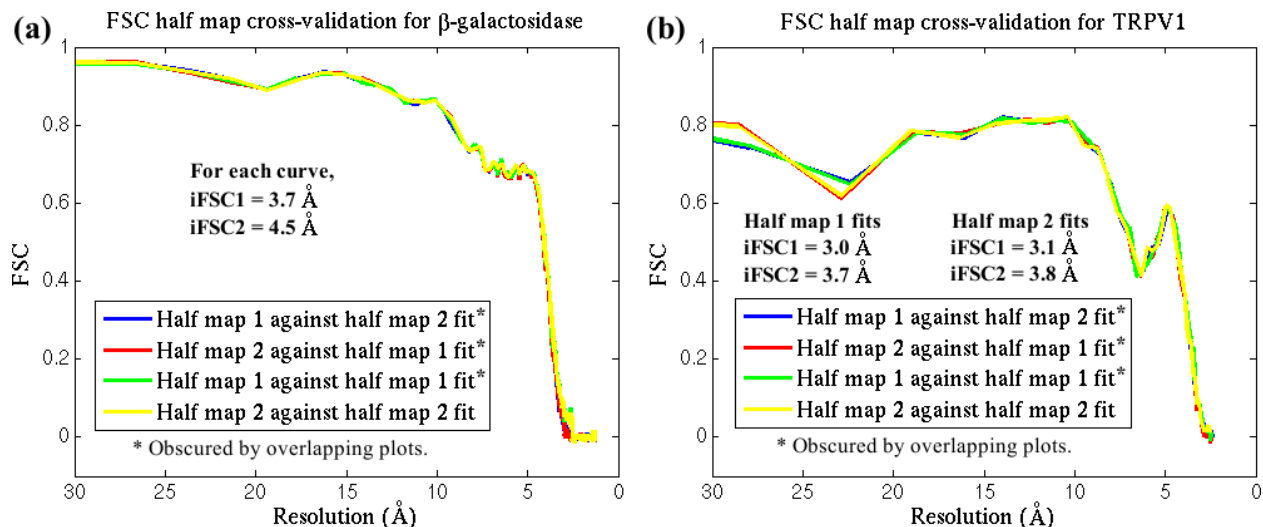 (a)
FSC half map cross-validation for β-galactosidase
1
0.8
0.6
0.4
0.2
0
FSC
For each curve,
iFSC1 = 3.7 Å
iFSC2 = 4.5 Å
Half map 1 against half map 2 fit*
Half map 2 against half map 1 fit*
Half map 1 against half map 1 fit*
Half map 2 against half map 2 fit
* Obscured by overlapping plots.
30 25 20 15 10 5 0
Resolution (Å)
(b)
FSC half map cross-validation for TRPV1
1
0.8
0.6
0.4
0.2
0
FSC
Half map 1 fits
iFSC1 = 3.0 Å
iFSC2 = 3.7 Å
Half map 2 fits
iFSC1 = 3.1 Å
iFSC2 = 3.8 Å
Half map 1 against half map 2 fit*
Half map 2 against half map 1 fit*
Half map 1 against half map 1 fit*
Half map 2 against half map 2 fit
* Obscured by overlapping plots.
30 25 20 15 10 5 0
Resolution (Å)